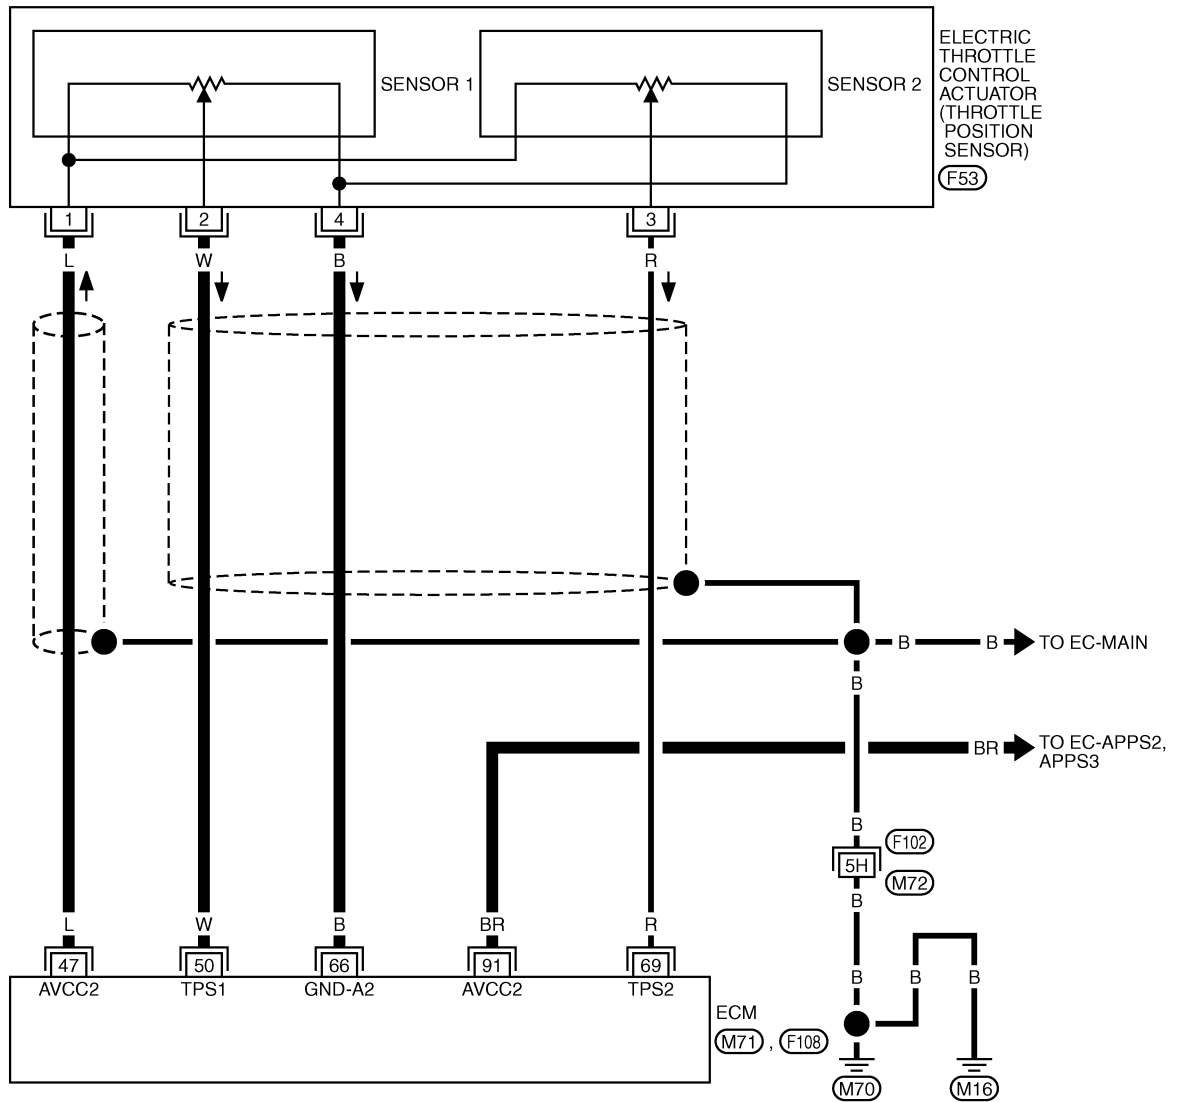 SENSOR 1
SENSOR 2
ELECTRIC
THROTTLE
CONTROL
ACTUATOR
(THROTTLE
POSITION
SENSOR)
F53
1 2 4 3
L W B R
B B TO EC-MAIN
B
BR TO EC-APPS2,
APPS3
B
F102
5H
M72
B
L W B BR R
47 50 66 91 69
AVCC2 TPS1 GND-A2 AVCC2 TPS2
B B B
ECM
M71 , F108
M70 M16